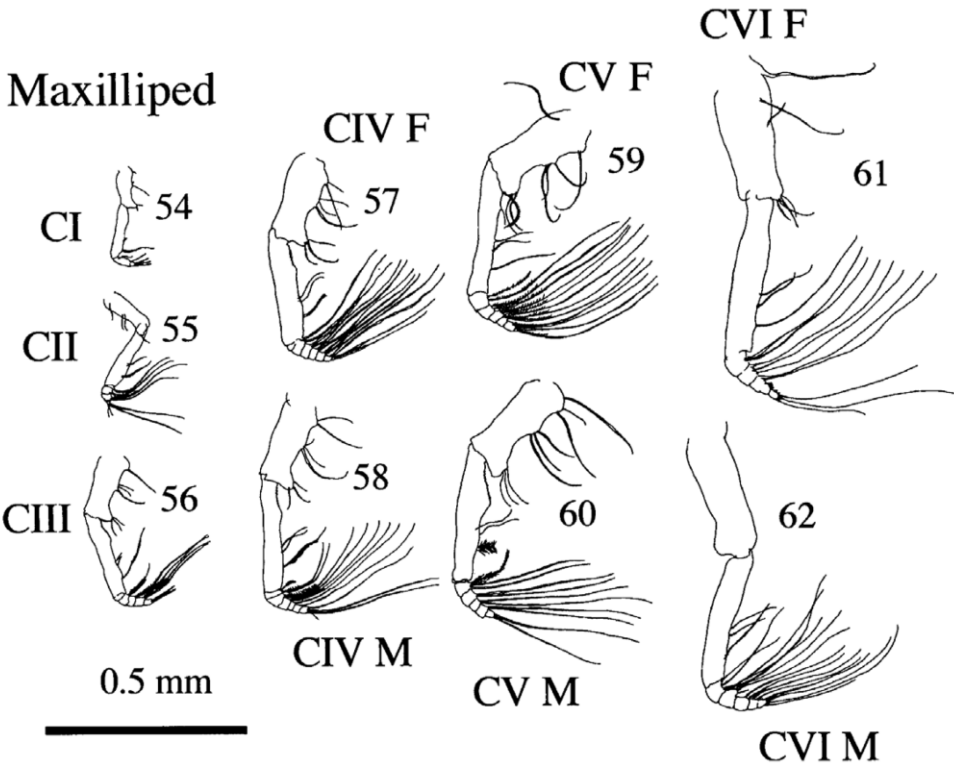 Maxilliped
CI
54
CII
55
CIII
56
CIV F
57
58
CIV M
CV F
59
60
CV M
CVI F
61
62
CVI M
0.5 mm